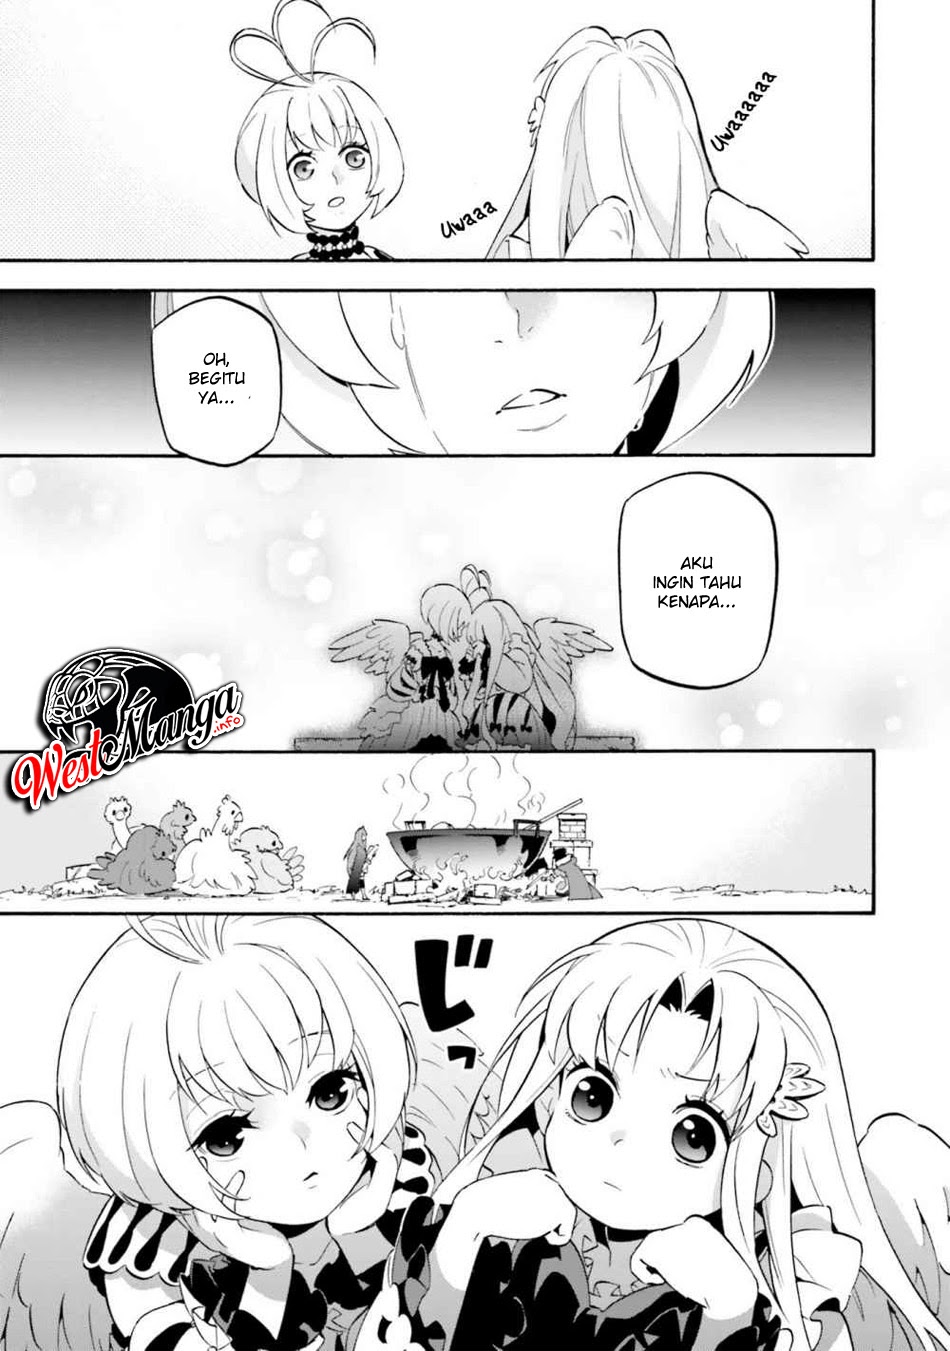 Uwaaaaaa
Uwaaa
OH,
BEGITU
YA...
AKU
INGIN TAHU
KENAPA...
WestManga
.info
じっ